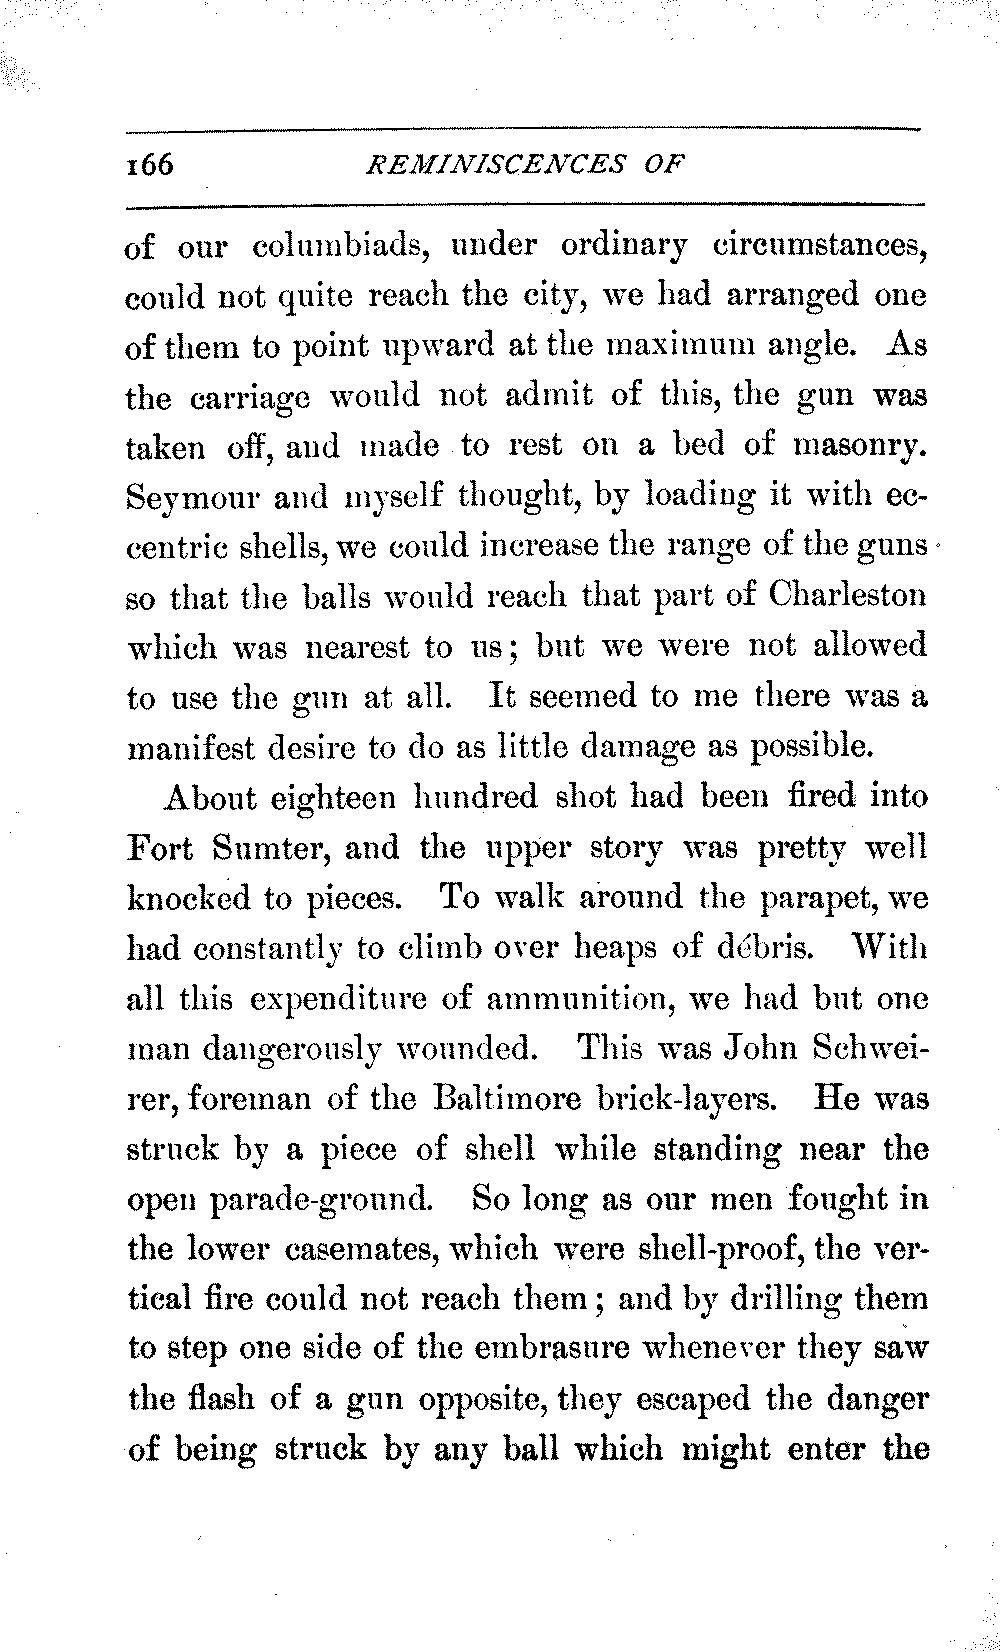 166 REMINISCENCES OF
of our columbiads, under ordinary circumstances,
could not quite reach the city, we had arranged one
of them to point upward at the maximum angle. As
the carriage would not admit of this, the gun was
taken off, and made to rest on a bed of masonry.
Seymour and myself thought, by loading it with ec-
centric shells, we could increase the range of the guns
so that the balls would reach that part of Charleston
which was nearest to us; but we were not allowed
to use the gun at all. It seemed to me there was a
manifest desire to do as little damage as possible.
About eighteen hundred shot had been fired into
Fort Sumter, and the upper story was pretty well
knocked to pieces. To walk around the parapet, we
had constantly to climb over heaps of débris. With
all this expenditure of ammunition, we had but one
man dangerously wounded. This was John Schwei-
rer, foreman of the Baltimore brick-layers. He was
struck by a piece of shell while standing near the
open parade-ground. So long as our men fought in
the lower casemates, which were shell-proof, the ver-
tical fire could not reach them; and by drilling them
to step one side of the embrasure whenever they saw
the flash of a gun opposite, they escaped the danger
of being struck by any ball which might enter the